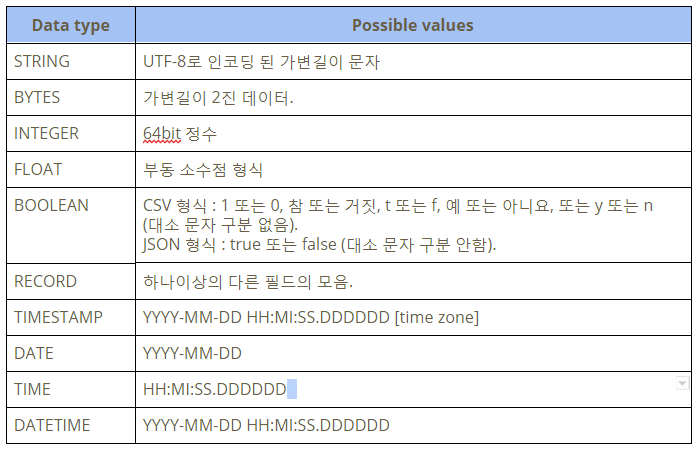 Data type Possible values
STRING UTF-8로 인코딩 된 가변길이 문자
BYTES 가변길이 2진 데이터.
INTEGER 64bit 정수
FLOAT 부동 소수점 형식
BOOLEAN CSV 형식 : 1 또는 0, 참 또는 거짓, t 또는 f, 예 또는 아니요, 또는 y 또는 n
(대소 문자 구분 없음).
JSON 형식 : true 또는 false (대소 문자 구분 안함).
RECORD 하나이상의 다른 필드의 모음.
TIMESTAMP YYYY-MM-DD HH:MI:SS.DDDDDD [time zone]
DATE YYYY-MM-DD
TIME HH:MI:SS.DDDDDD
DATETIME YYYY-MM-DD HH:MI:SS.DDDDDD